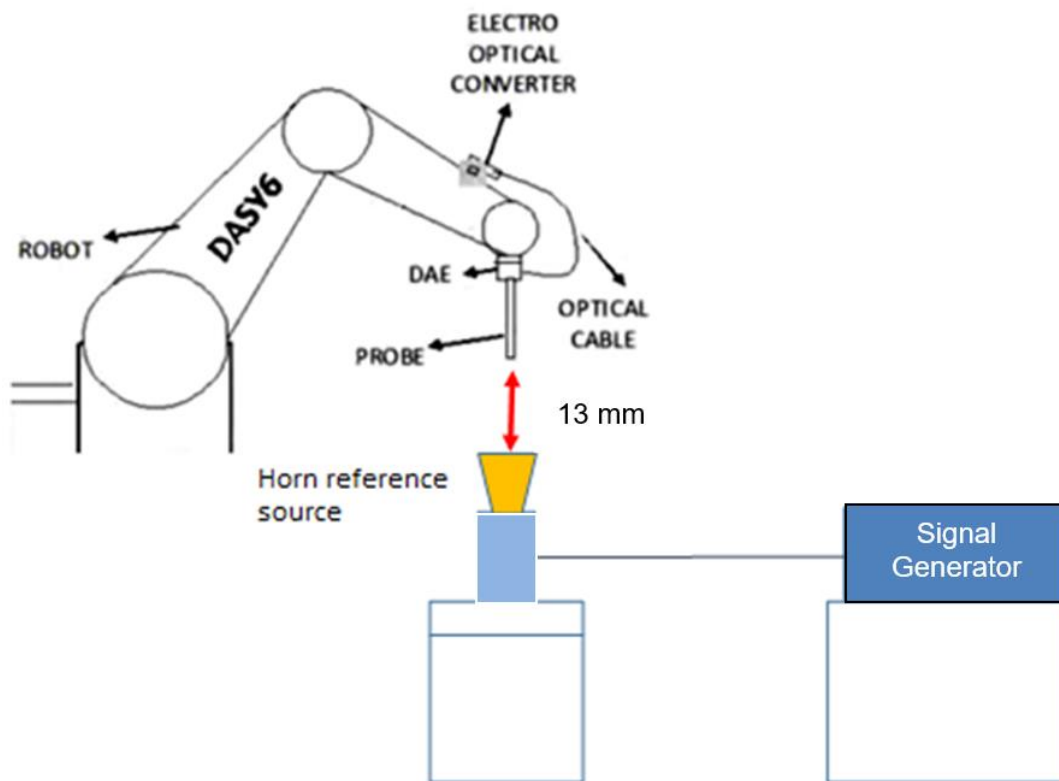 ELECTRO
OPTICAL
CONVERTER
DASY6
ROBOT
DAE
OPTICAL
CABLE
PROBE
13 mm
Horn reference
source
Signal
Generator